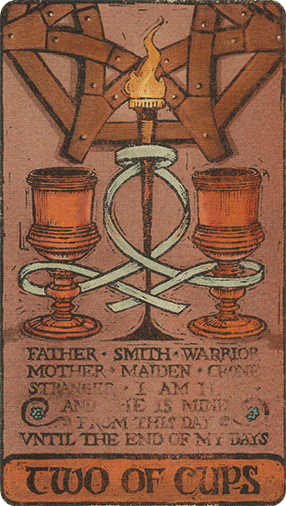 FATHER · SMITH · WARRIOR
MOTHER · MAIDEN · CRONE
STRANGER · I AM
AND IS MINE
FROM THIS DAY
VNTIL THE END OF MY DAYS
TWO OF CUPS